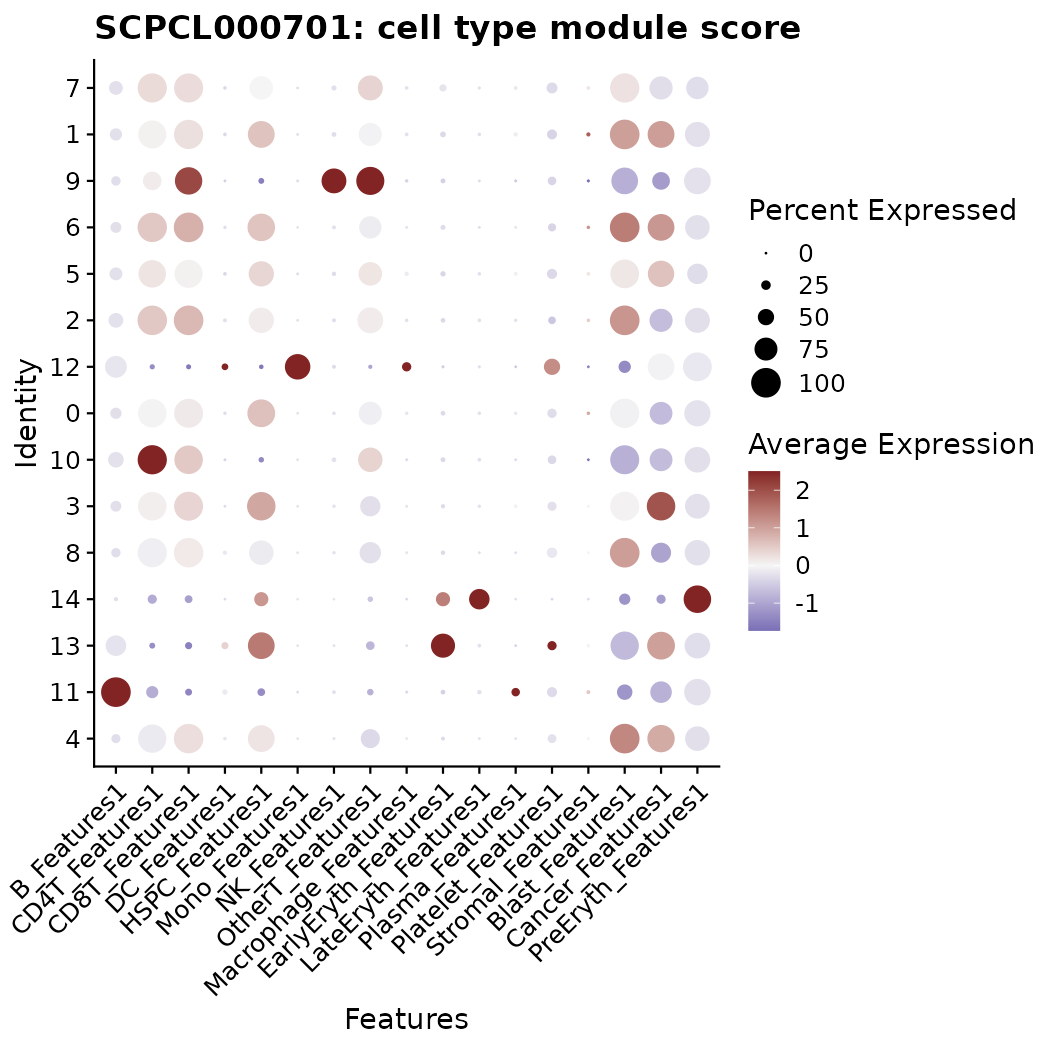 SCPCL000701: cell type module score
Identity
7
1
9
6
5
2
12
0
10
3
8
14
13
11
4
B_Features1
CD4T_Features1
CD8T_Features1
DC_Features1
HSPC_Features1
Mono_Features1
NK_Features1
OtherT_Features1
Macrophage_Features1
EarlyEryth_Features1
LateEryth_Features1
Plasma_Features1
Platelet_Features1
Stromal_Features1
Blast_Features1
Cancer_Features1
PreEryth_Features1
Features
Percent Expressed
0
25
50
75
100
Average Expression
2
1
0
-1